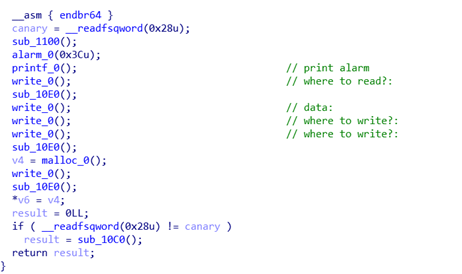 __asm { endbr64 }
canary = __readfsqword(0x28u);
sub_1100();
alarm_0(0x3Cu);
printf_0(); // print alarm
write_0(); // where to read?:
sub_10E0();
write_0(); // data:
write_0(); // where to write?:
write_0(); // where to write?:
sub_10E0();
v4 = malloc_0();
write_0();
sub_10E0();
*v6 = v4;
result = 0LL;
if ( __readfsqword(0x28u) != canary )
result = sub_10C0();
return result;
}